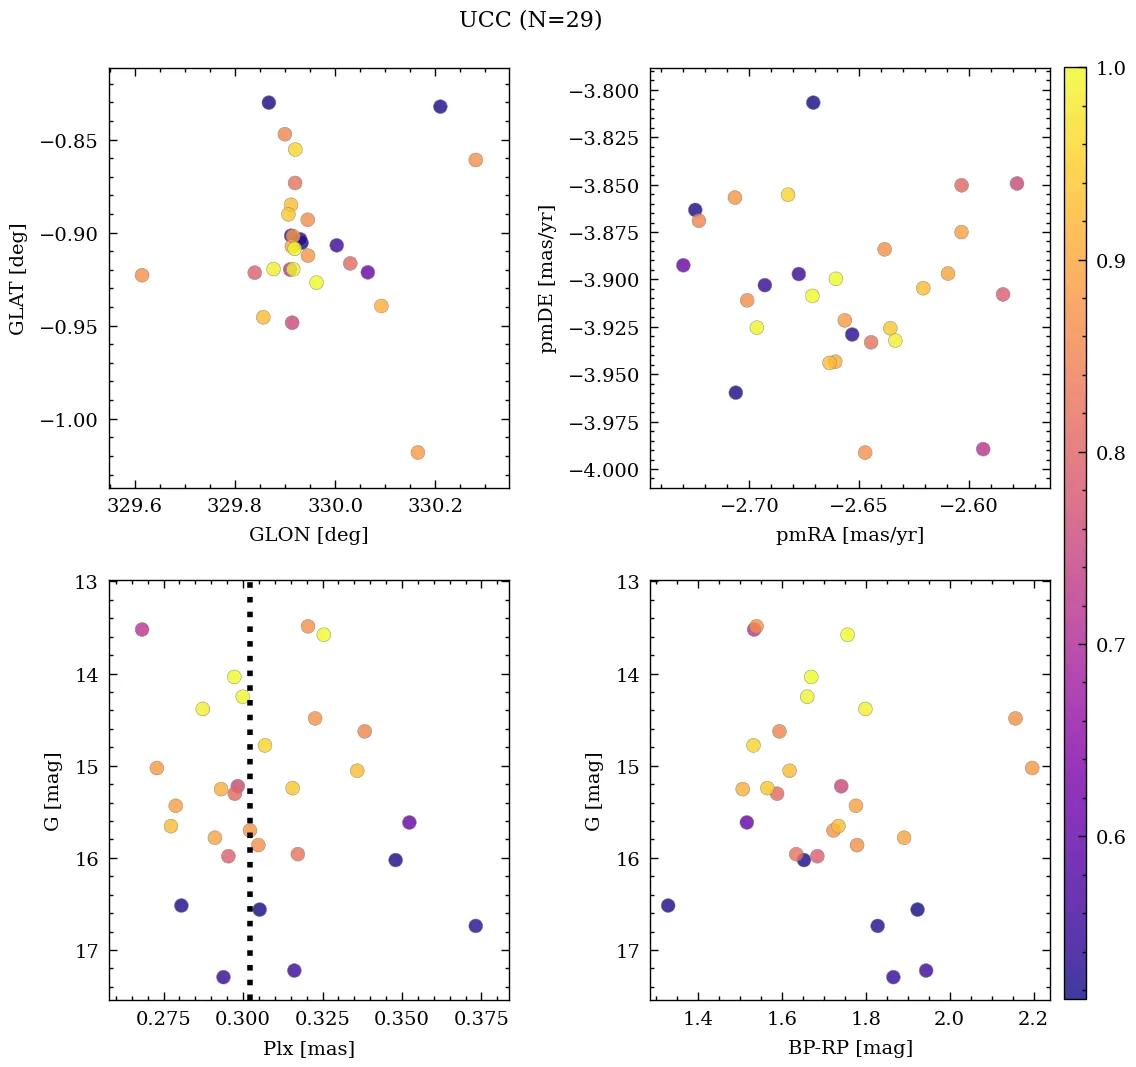 UCC (N=29)
−0.85
−0.90
−0.95
−1.00
GLAT [deg]
329.6 329.8 330.0 330.2
GLON [deg]
−3.800
−3.825
−3.850
−3.875
−3.900
−3.925
−3.950
−3.975
−4.000
pmDE [mas/yr]
−2.70 −2.65 −2.60
pmRA [mas/yr]
1.0
0.9
0.8
0.7
0.6
13
14
15
16
17
G [mag]
0.275 0.300 0.325 0.350 0.375
Plx [mas]
13
14
15
16
17
G [mag]
1.4 1.6 1.8 2.0 2.2
BP-RP [mag]